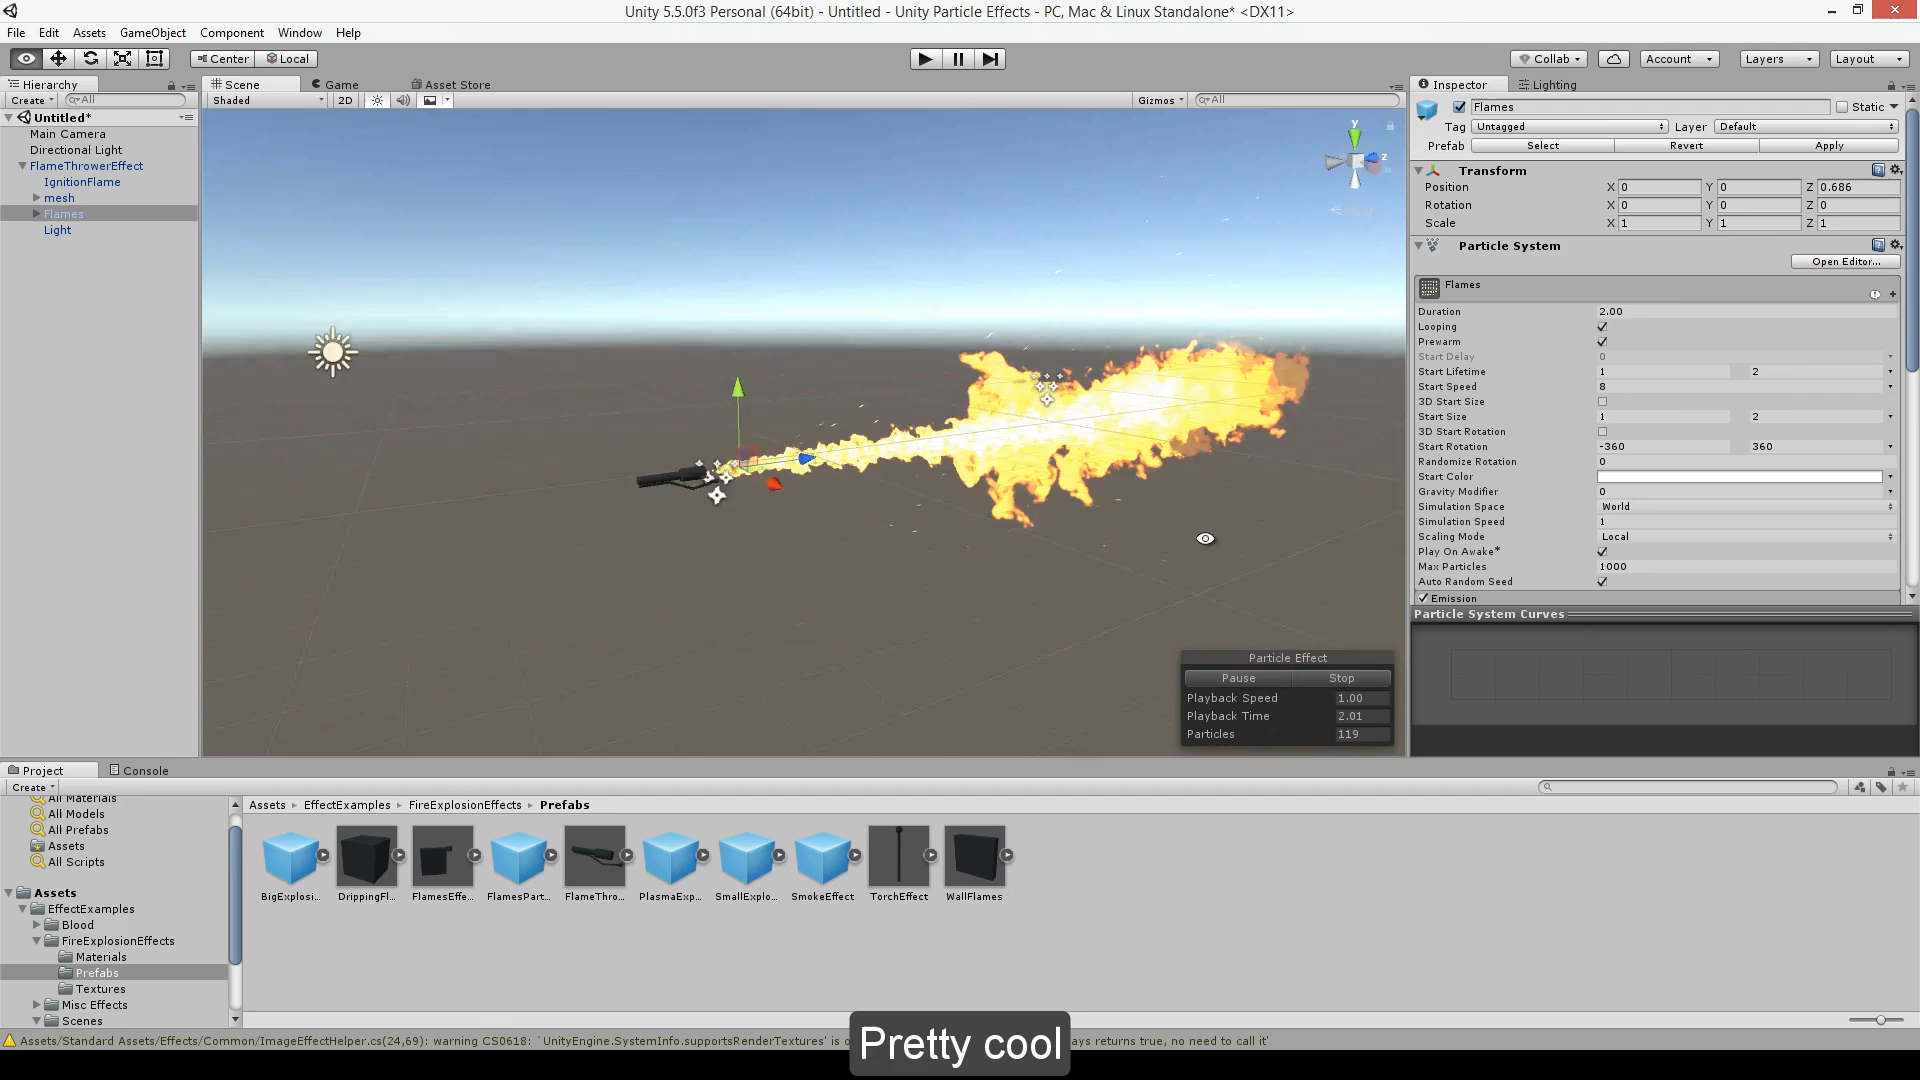 Unity 5.5.0f3 Personal (64bit) - Untitled - Unity Particle Effects - PC, Mac & Linux Standalone* <DX11>
File Edit Assets GameObject Component Window Help
Center Local Collab Account Layers Layout
Hierarchy Scene Game Asset Store Inspector Lighting
Create All Shaded 2D Gizmos All
Untitled*
Main Camera
Directional Light
FlameThrowerEffect
IgnitionFlame
mesh
Flames
Light
y
z
Flames Static
Tag Untagged Layer Default
Prefab Select Revert Apply
Transform
Position X 0 Y 0 Z 0.686
Rotation X 0 Y 0 Z 0
Scale X 1 Y 1 Z 1
Particle System
Open Editor...
Flames
Duration 2.00
Looping
Prewarm
Start Delay 0
Start Lifetime 1 2
Start Speed 8
3D Start Size
Start Size 1 2
3D Start Rotation
Start Rotation -360 360
Randomize Rotation 0
Start Color
Gravity Modifier 0
Simulation Space World
Simulation Speed 1
Scaling Mode Local
Play On Awake*
Max Particles 1000
Auto Random Seed
Emission
Particle System Curves
Particle Effect
Pause Stop
Playback Speed 1.00
Playback Time 2.01
Particles 119
Project Console
Create
All Materials
All Models
All Prefabs
Assets
All Scripts
Assets
EffectExamples
Blood
FireExplosionEffects
Materials
Prefabs
Textures
Misc Effects
Scenes
Assets EffectExamples FireExplosionEffects Prefabs
BigExplosi... DrippingFl... FlamesEffe... FlamesPart... FlameThro... PlasmaExp... SmallExplo... SmokeEffect TorchEffect WallFlames
Assets/Standard Assets/Effects/Common/ImageEffectHelper.cs(24,69): warning CS0618: `UnityEngine.SystemInfo.supportsRenderTextures' is returns true, no need to call it'
Pretty cool